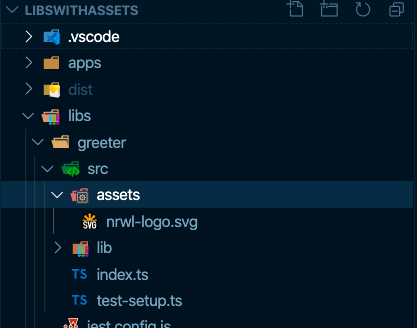 LIBSWITHASSETS
.vscode
apps
dist
libs
greeter
src
assets
SVG nrwl-logo.svg
lib
TS index.ts
TS test-setup.ts
jest.config.js